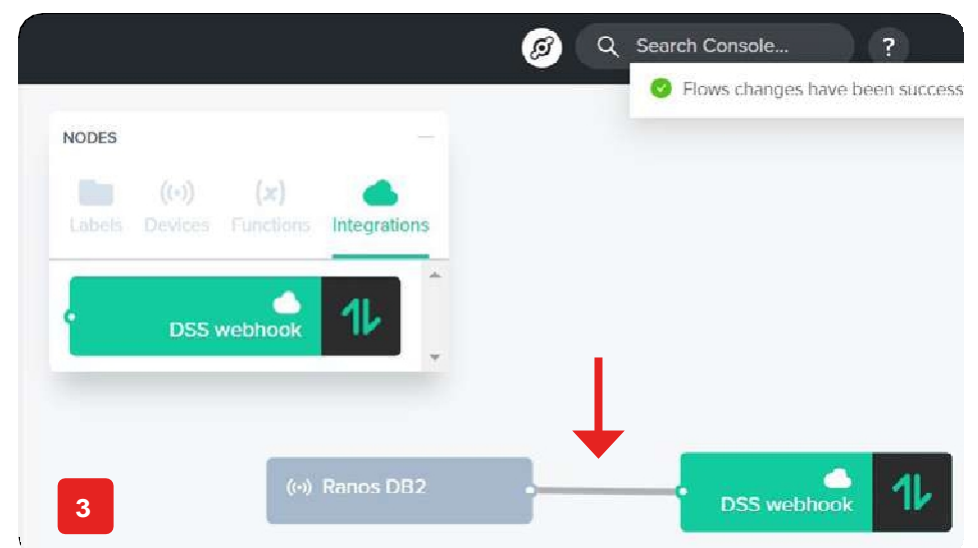 Search Console...
?
Flows changes have been success
NODES
Labels Devices Functions Integrations
DSS webhook
Ranos DB2
DSS webhook
3